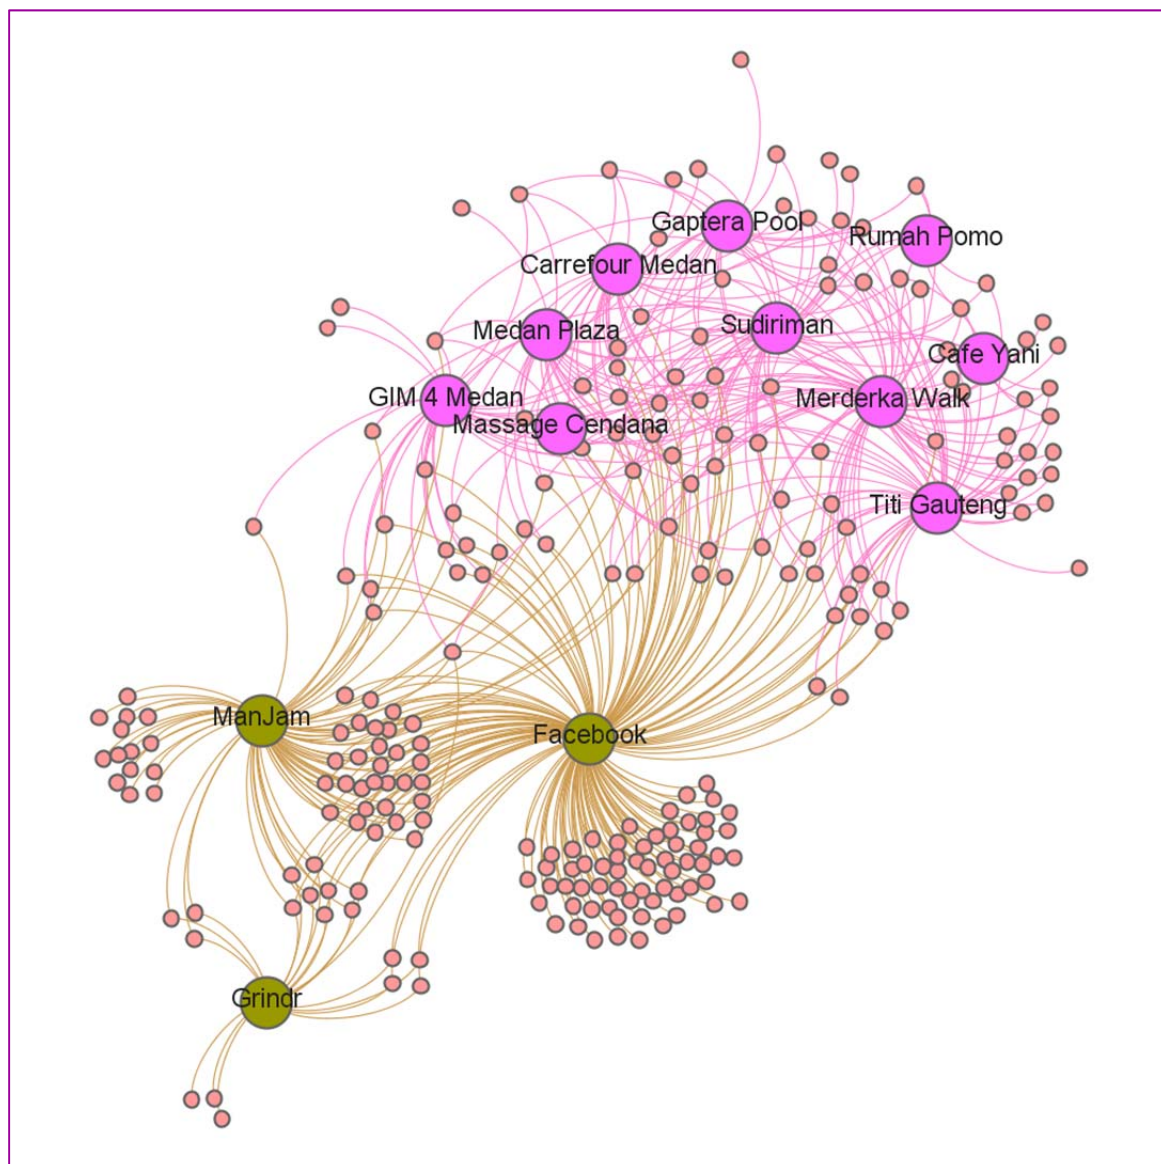 Gaptera Pool
Rumah Pomo
Carrefour Medan
Medan Plaza
Sudiriman
Cafe Yani
GIM 4 Medan
Merderka Walk
Massage Cendana
Titi Gauteng
ManJam
Facebook
Grindr